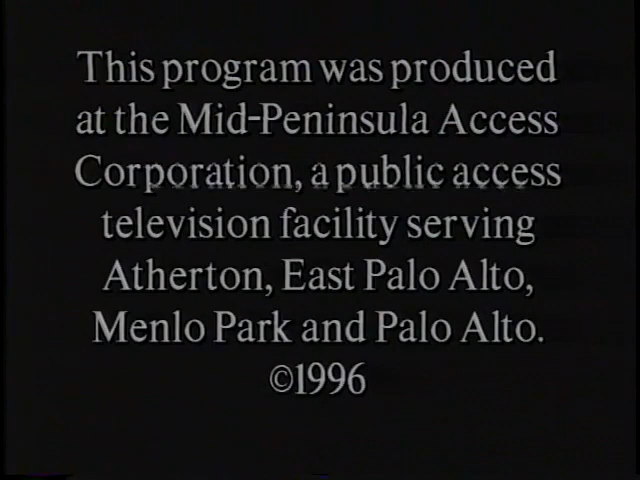 This program was produced
at the Mid-Peninsula Access
Corporation, a public access
television facility serving
Atherton, East Palo Alto,
Menlo Park and Palo Alto.
©1996